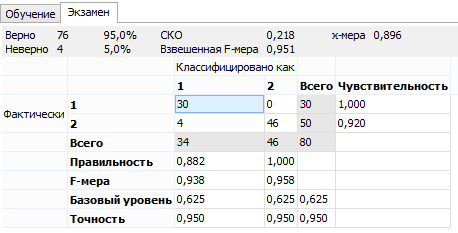 Обучение Экзамен
Верно 76 95,0% СКО 0,218 х-мера 0,896
Неверно 4 5,0% Взвешенная F-мера 0,951
Классифицировано как
1 2 Всего Чувствительность
Фактически 1 30 0 30 1,000
2 4 46 50 0,920
Всего 34 46 80
Правильность 0,882 1,000
F-мера 0,938 0,958
Базовый уровень 0,625 0,625 0,625
Точность 0,950 0,950 0,950